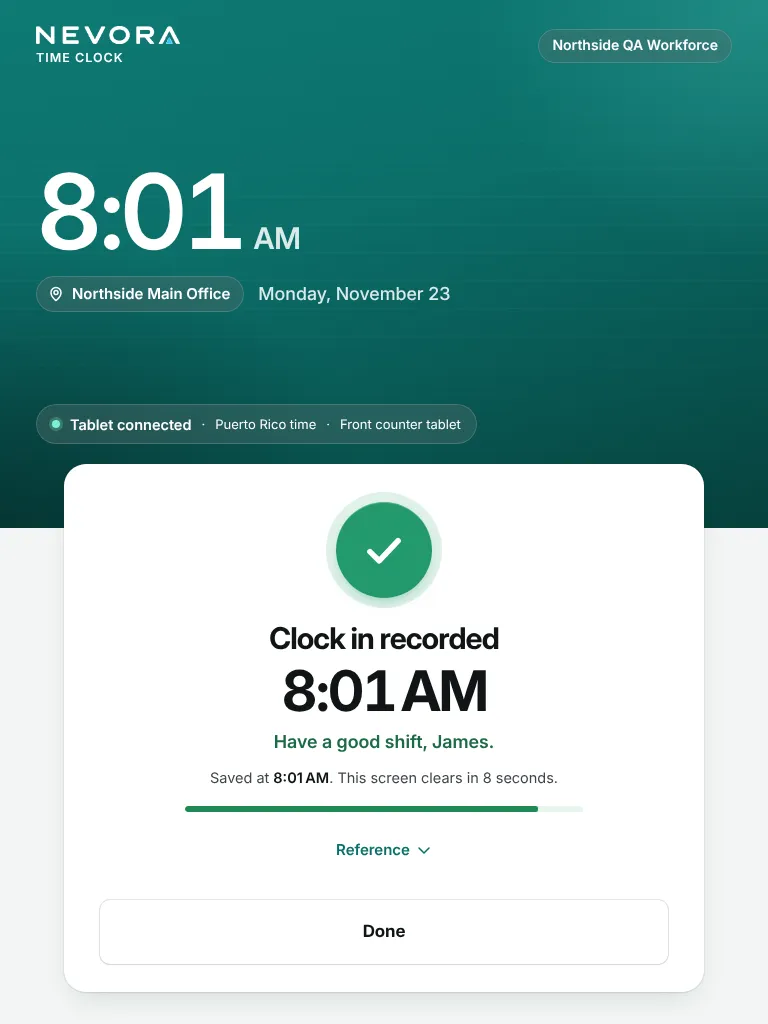 NEVORA
TIME CLOCK
Northside QA Workforce
8:01 AM
Northside Main Office
Monday, November 23
Tablet connected · Puerto Rico time · Front counter tablet
Clock in recorded
8:01 AM
Have a good shift, James.
Saved at 8:01 AM. This screen clears in 8 seconds.
Reference
Done